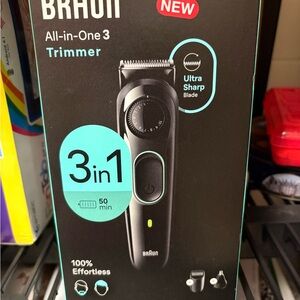 BRAUN
NEW
All-in-One 3
Trimmer
Ultra
Sharp
Blade
3in1
50
min
BRAUN
100%
Effortless